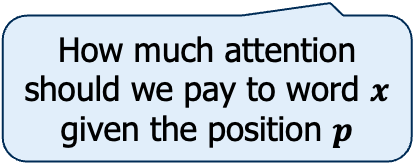 How much attention
should we pay to word x
given the position p